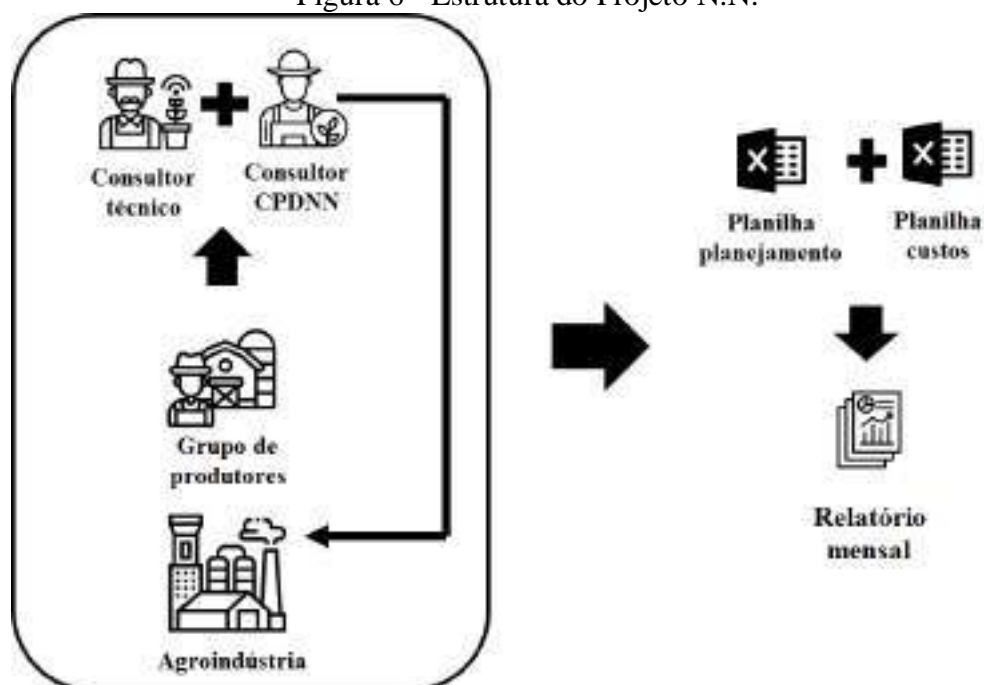 Figura 6 - Estrutura do Projeto N.N.
Consultor
técnico
Consultor
CPDNN
Grupo de
produtores
Agroindústria
Planilha
planejamento
Planilha
custos
Relatório
mensal